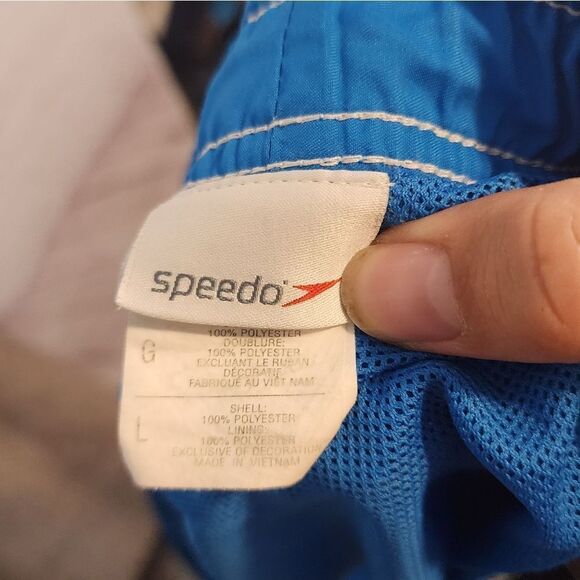 speedo
100% POLYESTER
DOUBLURE:
100% POLYESTER
EXCLUANT LE RUBAN
DÉCORATIF
FABRIQUÉ AU VIET NAM
G
SHELL:
100% POLYESTER
LINING:
100% POLYESTER
EXCLUSIVE OF DECORATION
MADE IN VIETNAM
L